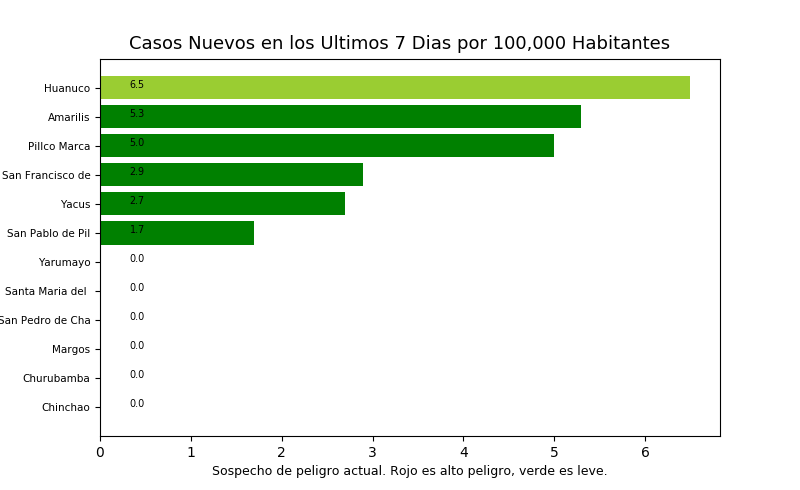 Casos Nuevos en los Ultimos 7 Dias por 100,000 Habitantes
Huanuco 6.5
Amarilis 5.3
Pillco Marca 5.0
San Francisco de 2.9
Yacus 2.7
San Pablo de Pil 1.7
Yarumayo 0.0
Santa Maria del 0.0
San Pedro de Cha 0.0
Margos 0.0
Churubamba 0.0
Chinchao 0.0
0 1 2 3 4 5 6
Sospecho de peligro actual. Rojo es alto peligro, verde es leve.